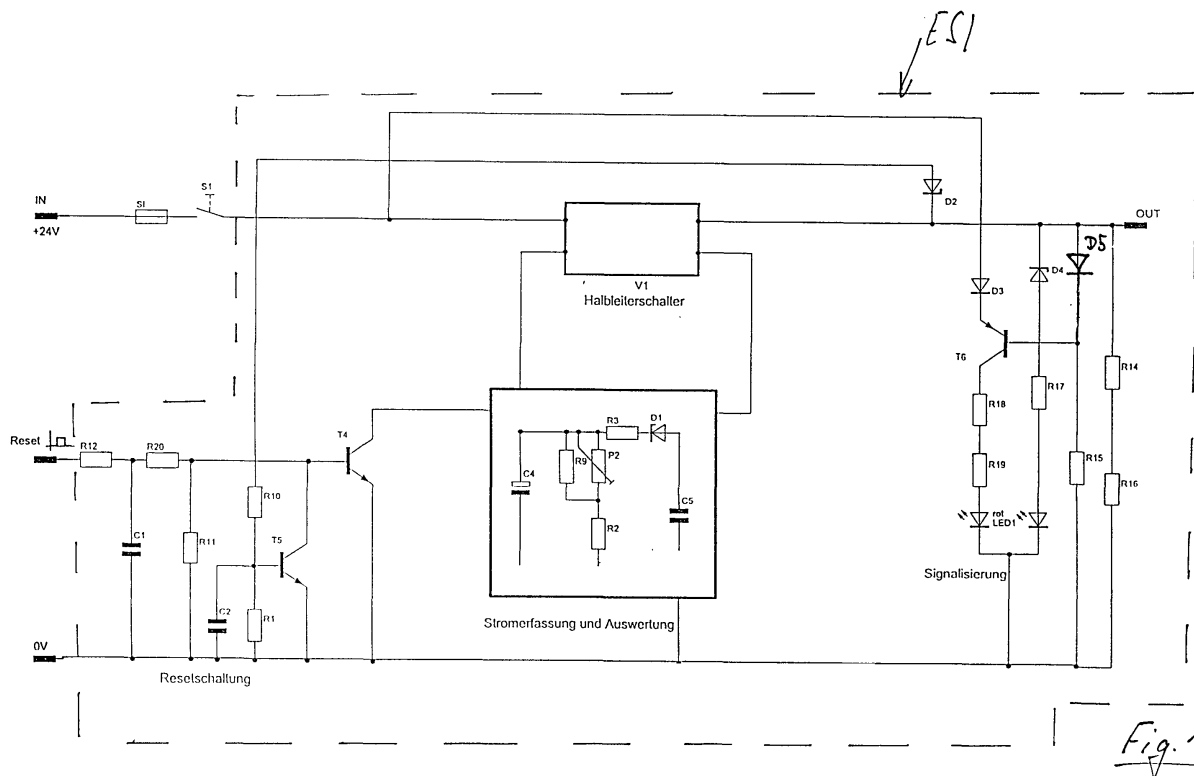 ES1
S1
IN
SI
+24V
D2
OUT
D5
D4
V1
Halbleiterschalter
D3
T6
R14
R17
R18
T4
R3
D1
Reset
R12
R20
R9
P2
C4
R19
R15
R16
R10
C5
R2
rot
LED1
C1
R11
T5
Signalisierung
C2
R1
Stromerfassung und Auswertung
0V
Resetschaltung
Fig. 1